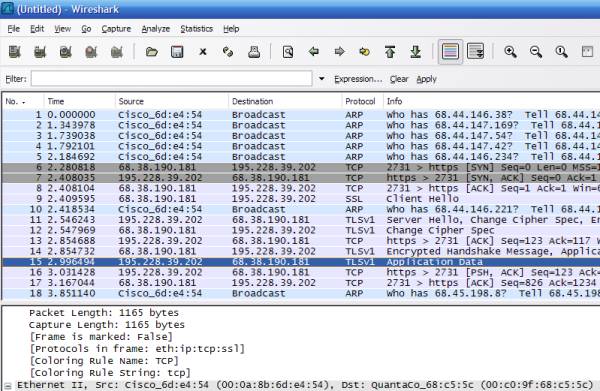 (Untitled) - Wireshark
File Edit View Go Capture Analyze Statistics Help
Filter: Expression... Clear Apply
No. Time Source Destination Protocol Info
1 0.000000 Cisco_6d:e4:54 Broadcast ARP Who has 68.44.146.38? Tell 68.44.14
2 1.343978 Cisco_6d:e4:54 Broadcast ARP Who has 68.44.147.169? Tell 68.44.
3 1.739038 Cisco_6d:e4:54 Broadcast ARP Who has 68.44.147.54? Tell 68.44.14
4 1.792101 Cisco_6d:e4:54 Broadcast ARP Who has 68.44.147.42? Tell 68.44.14
5 2.184692 Cisco_6d:e4:54 Broadcast ARP Who has 68.44.146.234? Tell 68.44.1
6 2.280818 68.38.190.181 195.228.39.202 TCP 2731 > https [SYN] Seq=0 Len=0 MSS=1
7 2.408035 195.228.39.202 68.38.190.181 TCP https > 2731 [SYN, ACK] Seq=0 Ack=1
8 2.408104 68.38.190.181 195.228.39.202 TCP 2731 > https [ACK] Seq=1 Ack=1 Win=6
9 2.409595 68.38.190.181 195.228.39.202 SSL Client Hello
10 2.418534 Cisco_6d:e4:54 Broadcast ARP Who has 68.44.146.221? Tell 68.44.1
11 2.546243 195.228.39.202 68.38.190.181 TLSv1 Server Hello, Change Cipher Spec, En
12 2.547969 68.38.190.181 195.228.39.202 TLSv1 Change Cipher Spec
13 2.854688 195.228.39.202 68.38.190.181 TCP https > 2731 [ACK] Seq=123 Ack=117 W
14 2.854732 68.38.190.181 195.228.39.202 TLSv1 Encrypted Handshake Message, Applica
15 2.996494 195.228.39.202 68.38.190.181 TLSv1 Application Data
16 3.031428 195.228.39.202 68.38.190.181 TCP https > 2731 [PSH, ACK] Seq=123 Ac
17 3.167044 68.38.190.181 195.228.39.202 TCP 2731 > https [ACK] Seq=826 Ack=1234
18 3.851140 Cisco_6d:e4:54 Broadcast ARP Who has 68.45.198.8? Tell 68.45.198
Packet Length: 1165 bytes
Capture Length: 1165 bytes
[Frame is marked: False]
[Protocols in frame: eth:ip:tcp:ssl]
[Coloring Rule Name: TCP]
[Coloring Rule String: tcp]
Ethernet II, Src: Cisco_6d:e4:54 (00:0a:8b:6d:e4:54), Dst: QuantaCo_68:c5:5c (00:c0:9f:68:c5:5c)